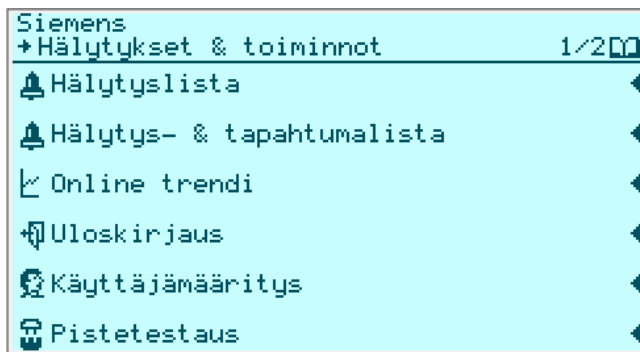 Siemens
Hälytykset & toiminnot 1/2
Hälytyslista
Hälytys- & tapahtumalista
Online trendi
Uloskirjaus
Käyttäjämääritys
Pistetestaus